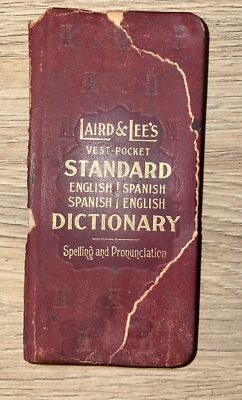 LAIRD & LEE'S
VEST-POCKET
STANDARD
ENGLISH SPANISH
SPANISH ENGLISH
DICTIONARY
Spelling and Pronunciation